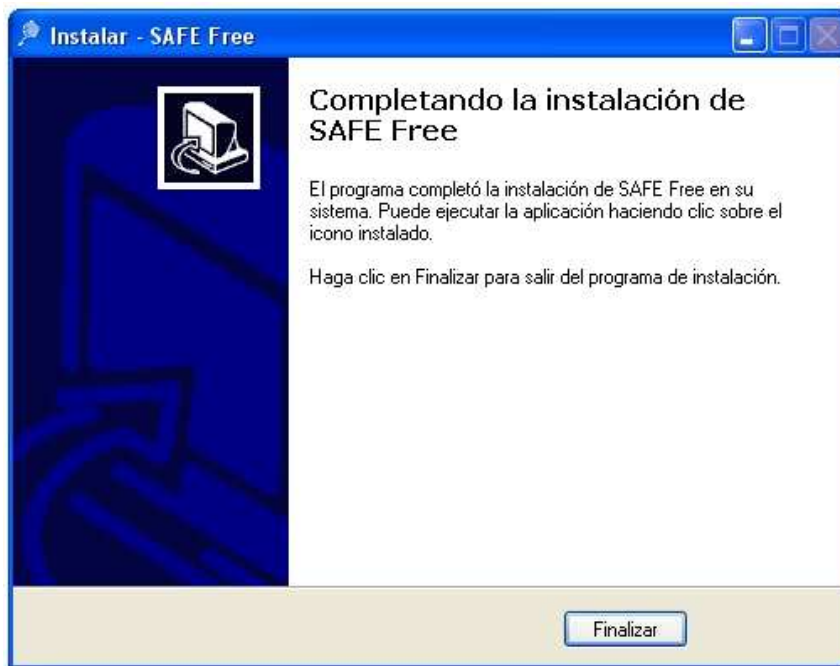 Instalar - SAFE Free
Completando la instalación de
SAFE Free
El programa completó la instalación de SAFE Free en su
sistema. Puede ejecutar la aplicación haciendo clic sobre el
icono instalado.
Haga clic en Finalizar para salir del programa de instalación.
Finalizar